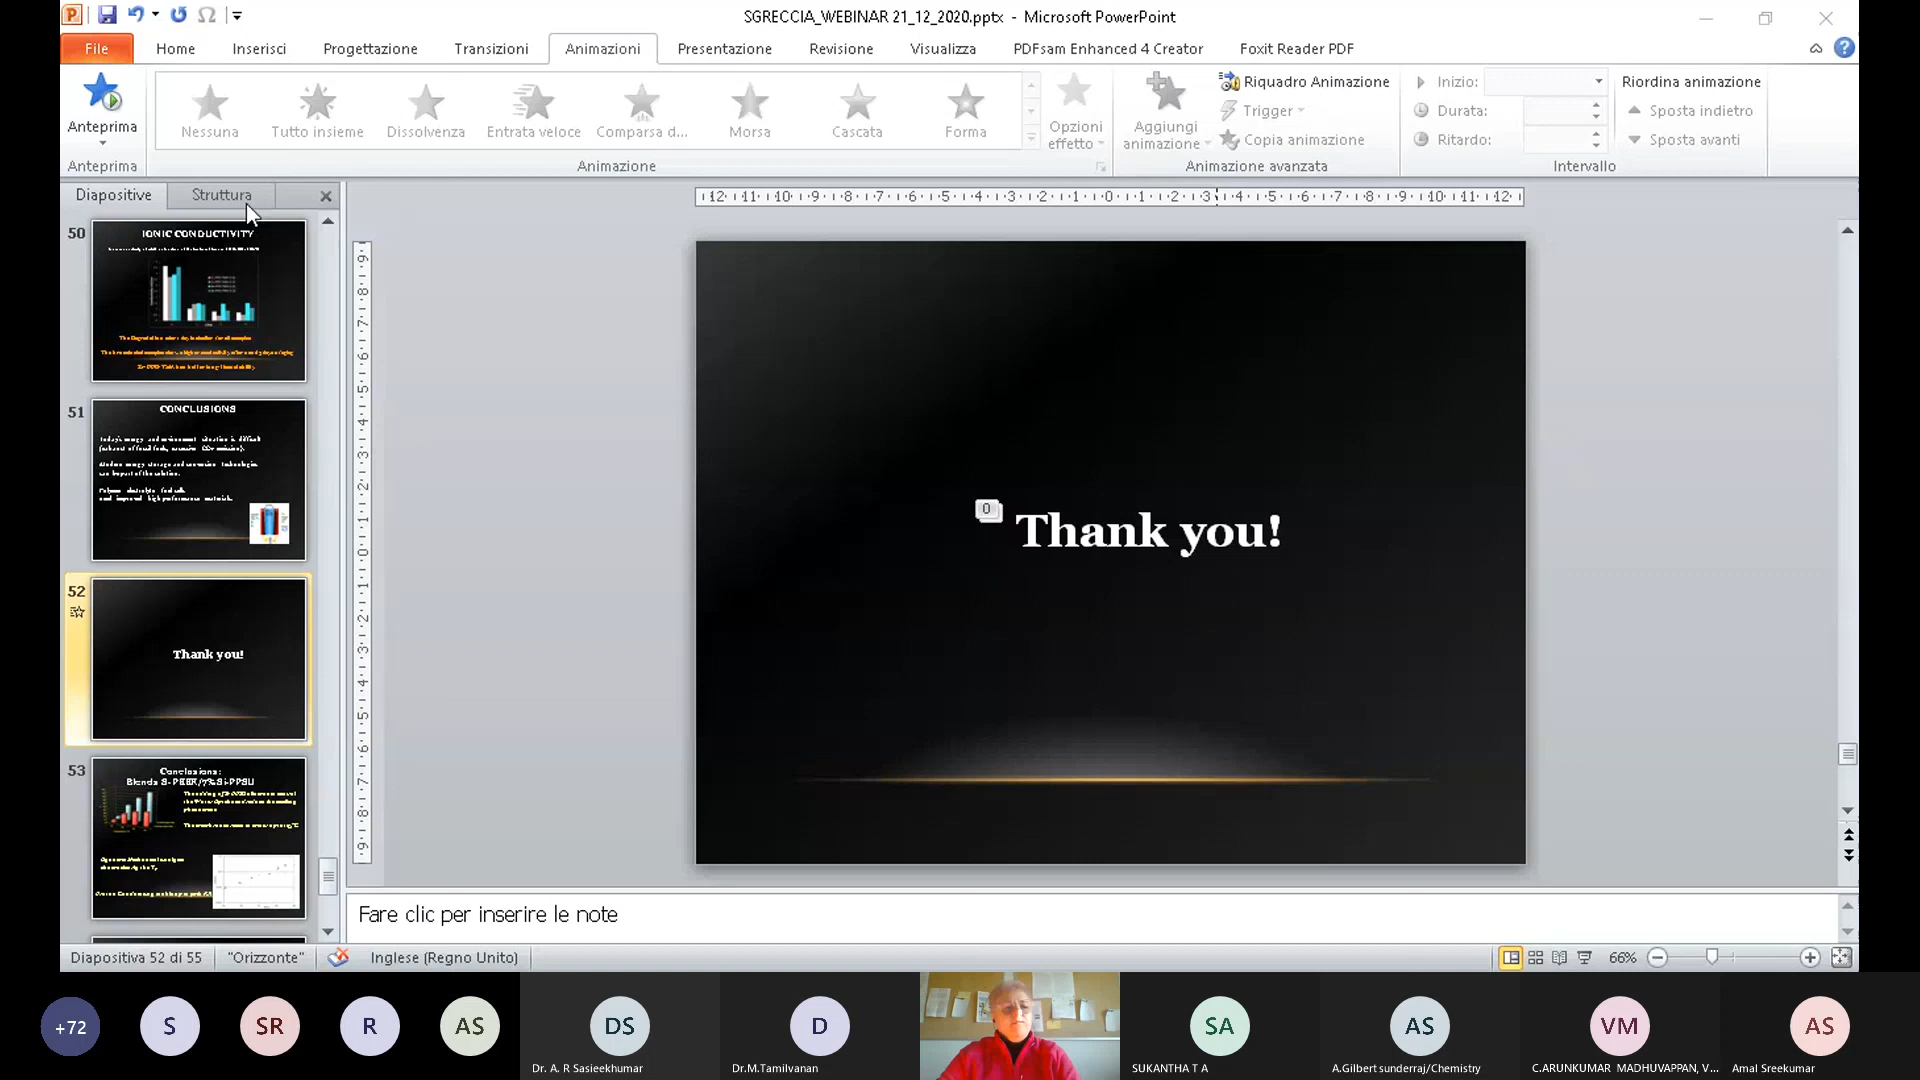 SGRECCIA_WEBINAR 21_12_2020.pptx - Microsoft PowerPoint
File Home Inserisci Progettazione Transizioni Animazioni Presentazione Revisione Visualizza PDFsam Enhanced 4 Creator Foxit Reader PDF
Anteprima
Anteprima
Nessuna Tutto insieme Dissolvenza Entrata veloce Comparsa d... Morsa Cascata Forma
Animazione
Opzioni
effetto
Aggiungi
animazione
Riquadro Animazione
Trigger
Copia animazione
Animazione avanzata
Inizio:
Durata:
Ritardo:
Riordina animazione
Sposta indietro
Sposta avanti
Intervallo
Diapositive Struttura
50
IONIC CONDUCTIVITY
51
CONCLUSIONS
52
Thank you!
53
Conclusions:
Blends S-PEEK/7% Si-PPSU
0
Thank you!
Fare clic per inserire le note
Diapositiva 52 di 55 "Orizzonte" Inglese (Regno Unito) 66%
+72 S SR R AS DS D SA AS VM AS
Dr. A. R Sasieekhumar Dr.M.Tamilvanan SUKANTHA T A A.Gilbert sunderraj/Chemistry C.ARUNKUMAR MADHUVAPPAN, V... Amal Sreekumar